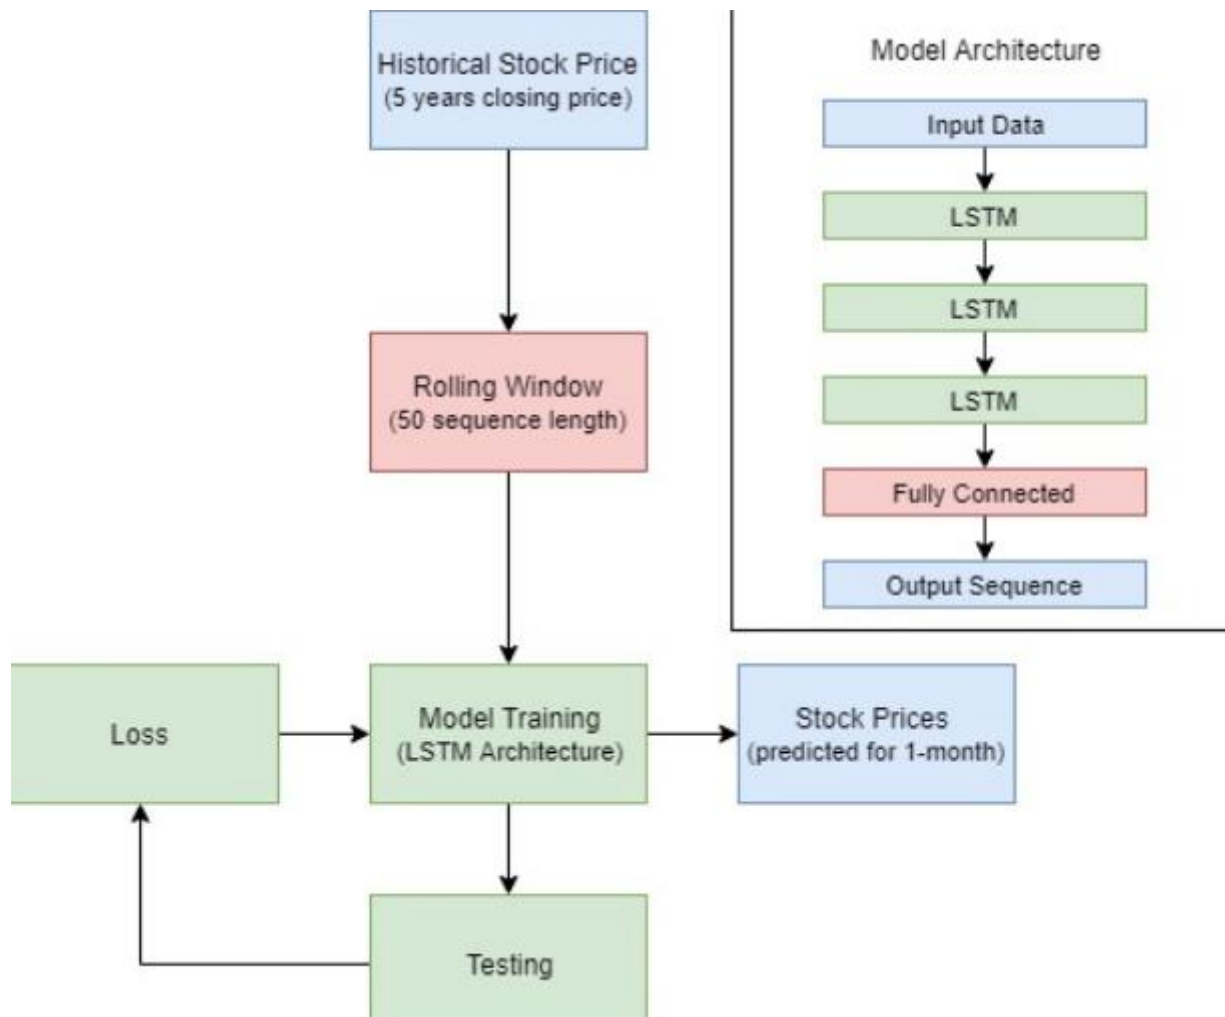 Historical Stock Price
(5 years closing price)
Rolling Window
(50 sequence length)
Loss
Model Training
(LSTM Architecture)
Stock Prices
(predicted for 1-month)
Testing
Model Architecture
Input Data
LSTM
LSTM
LSTM
Fully Connected
Output Sequence